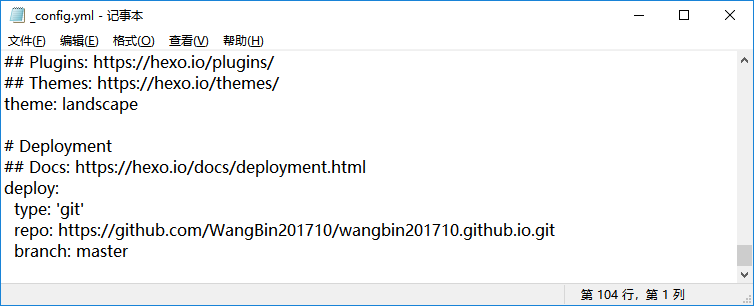 _config.yml - 记事本
文件(F) 编辑(E) 格式(O) 查看(V) 帮助(H)
## Plugins: https://hexo.io/plugins/
## Themes: https://hexo.io/themes/
theme: landscape
# Deployment
## Docs: https://hexo.io/docs/deployment.html
deploy:
  type: 'git'
  repo: https://github.com/WangBin201710/wangbin201710.github.io.git
  branch: master
第 104 行，第 1 列